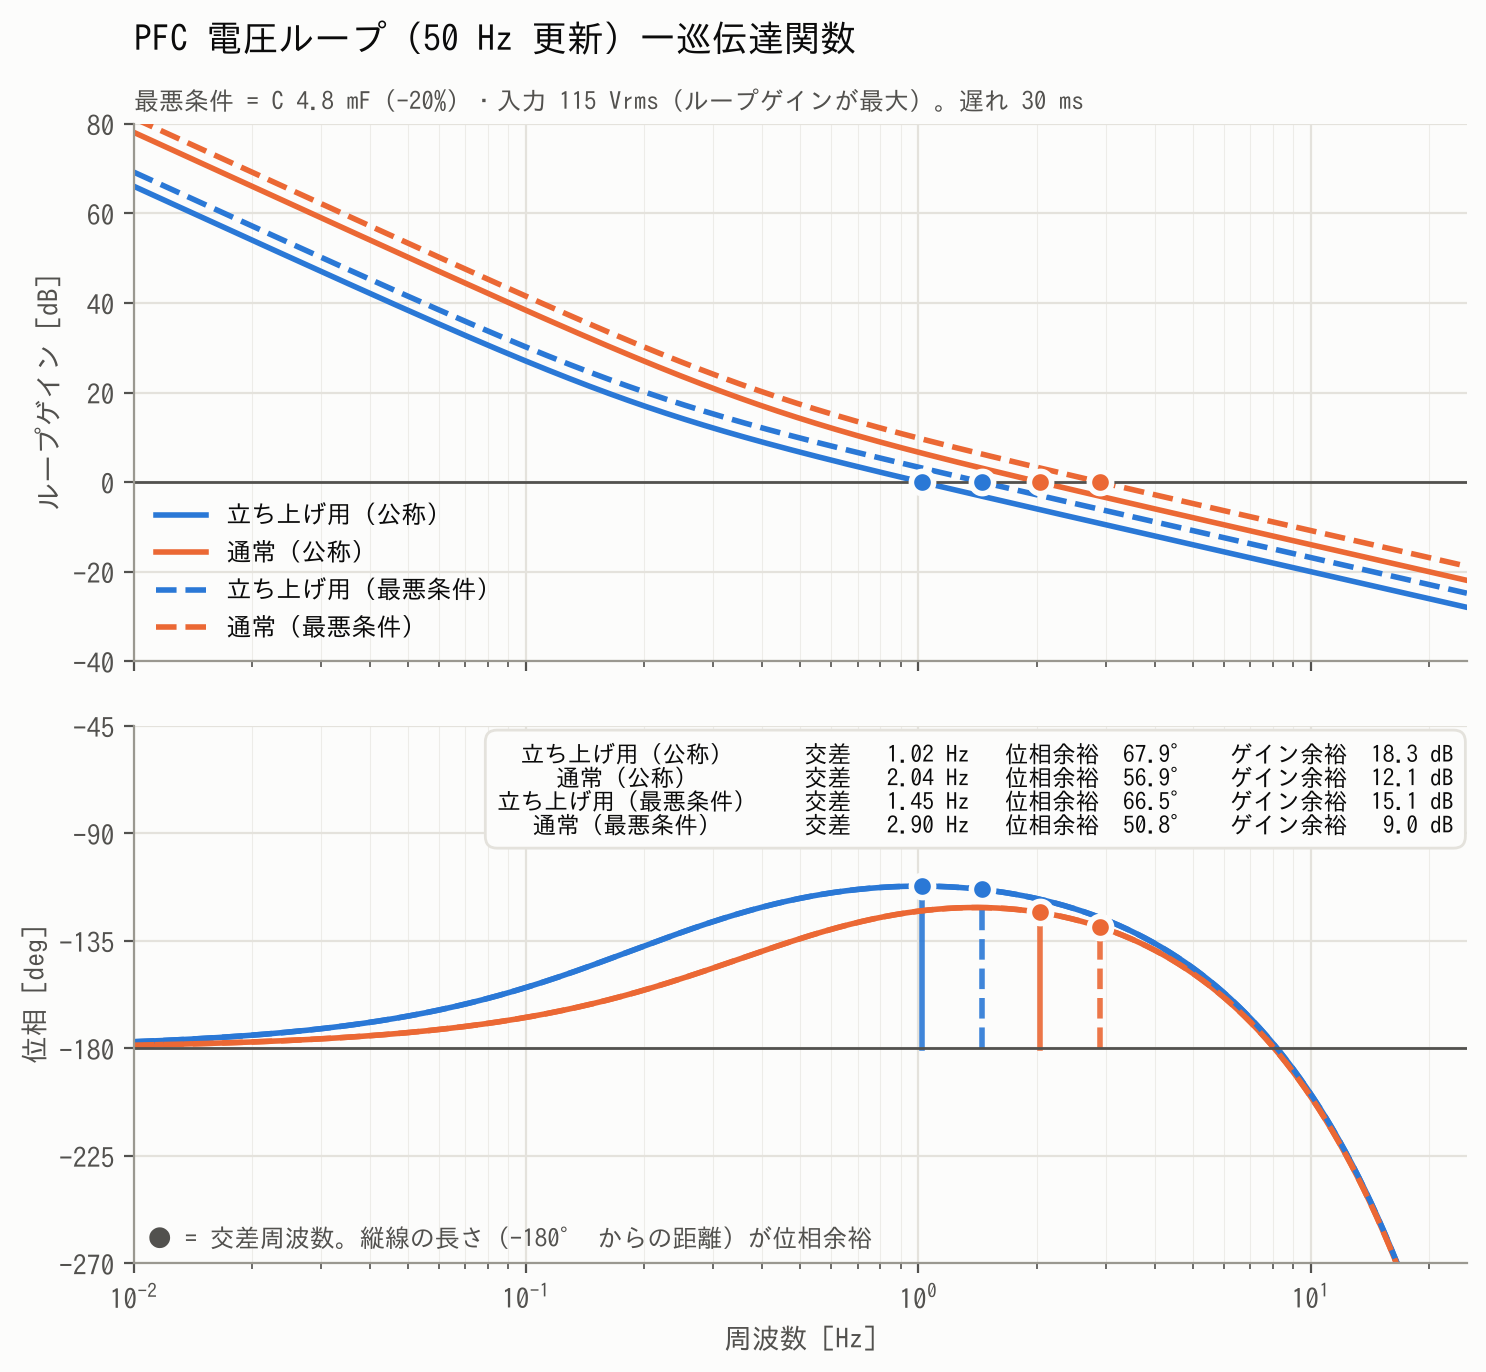 PFC 電圧ループ（50 Hz 更新）一巡伝達関数
最悪条件 = C 4.8 mF（-20%）・入力 115 Vrms（ループゲインが最大）。遅れ 30 ms
80
60
40
20
0
-20
-40
ループゲイン [dB]
立ち上げ用（公称）
通常（公称）
立ち上げ用（最悪条件）
通常（最悪条件）
-45
-90
-135
-180
-225
-270
位相 [deg]
立ち上げ用（公称） 交差 1.02 Hz 位相余裕 67.9° ゲイン余裕 18.3 dB
通常（公称） 交差 2.04 Hz 位相余裕 56.9° ゲイン余裕 12.1 dB
立ち上げ用（最悪条件） 交差 1.45 Hz 位相余裕 66.5° ゲイン余裕 15.1 dB
通常（最悪条件） 交差 2.90 Hz 位相余裕 50.8° ゲイン余裕 9.0 dB
● = 交差周波数。縦線の長さ（-180° からの距離）が位相余裕
10⁻² 10⁻¹ 10⁰ 10¹
周波数 [Hz]